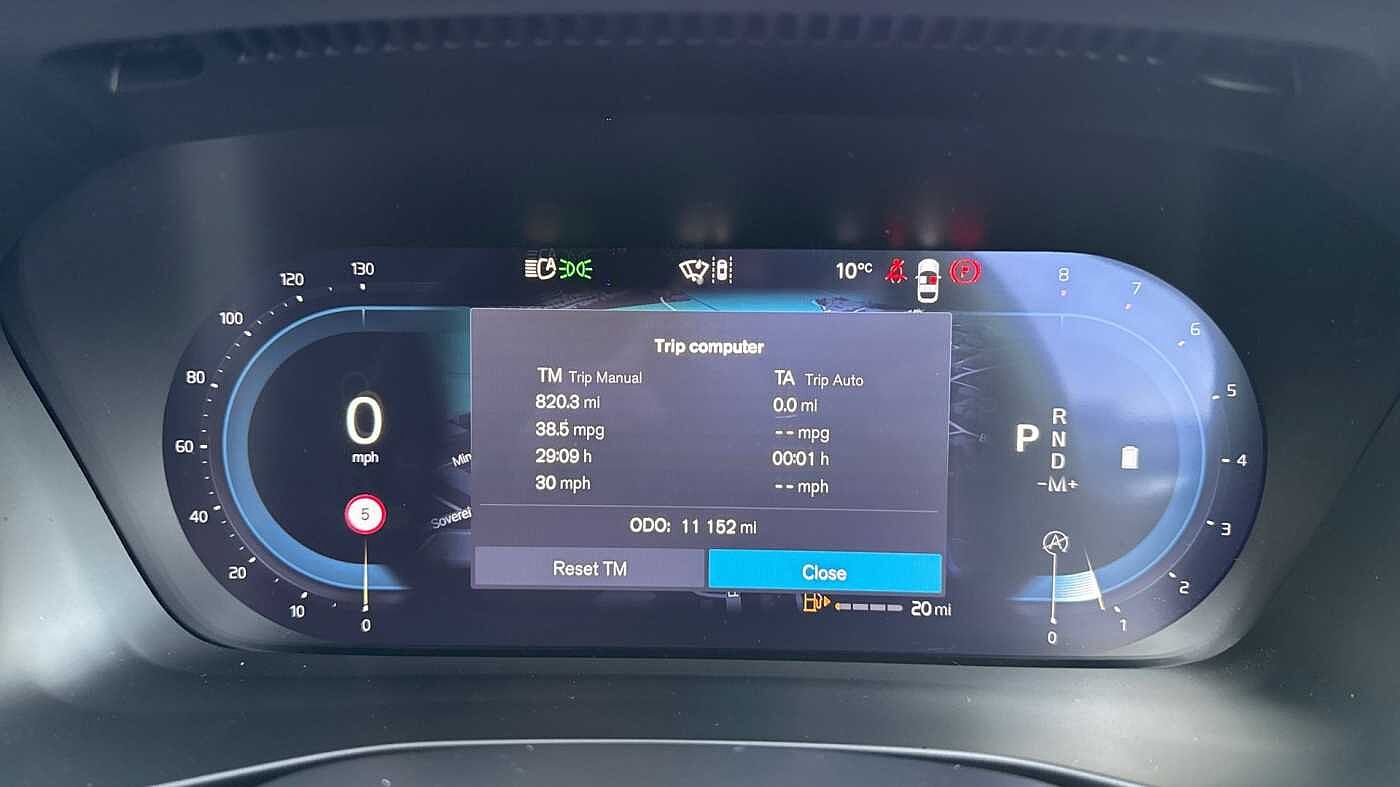 130
120
100
80
60
40
20
10
0
0
mph
5
10°C
P
8
7
6
5
4
3
2
1
0
Trip computer
TM Trip Manual
820.3 mi
38.5 mpg
29:09 h
30 mph
TA Trip Auto
0.0 mi
-- mpg
00:01 h
-- mph
ODO: 11 152 mi
Reset TM
Close
20 mi
P
R
N
D
-M+
A
Min
Soverei